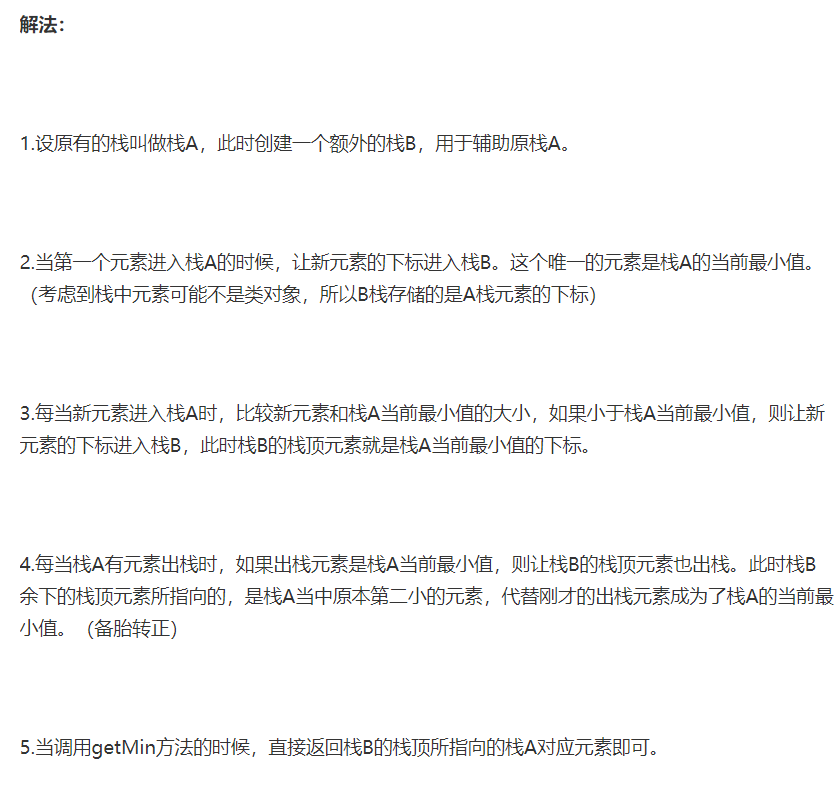 解法：
1.设原有的栈叫做栈A，此时创建一个额外的栈B，用于辅助原栈A。
2.当第一个元素进入栈A的时候，让新元素的下标进入栈B。这个唯一的元素是栈A的当前最小值。
（考虑到栈中元素可能不是类对象，所以B栈存储的是A栈元素的下标）
3.每当新元素进入栈A时，比较新元素和栈A当前最小值的大小，如果小于栈A当前最小值，则让新
元素的下标进入栈B，此时栈B的栈顶元素就是栈A当前最小值的下标。
4.每当栈A有元素出栈时，如果出栈元素是栈A当前最小值，则让栈B的栈顶元素也出栈。此时栈B
余下的栈顶元素所指向的，是栈A当中原本第二小的元素，代替刚才的出栈元素成为了栈A的当前最
小值。（备胎转正）
5.当调用getMin方法的时候，直接返回栈B的栈顶所指向的栈A对应元素即可。